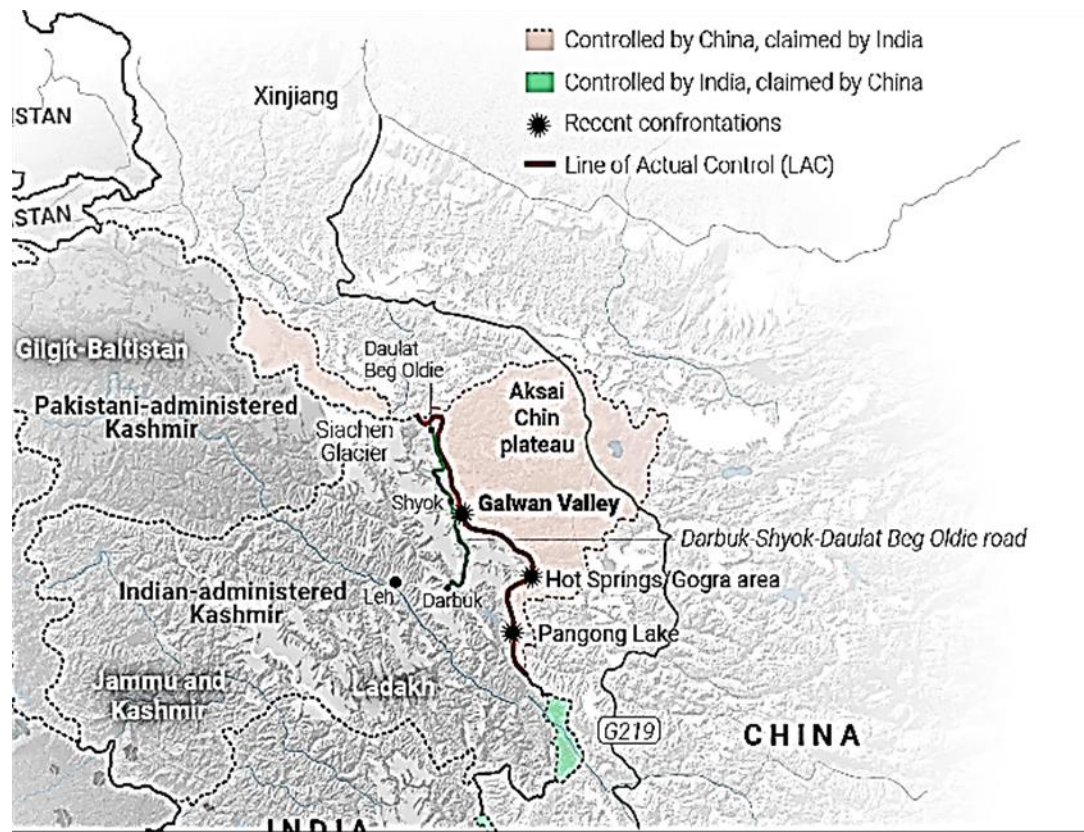 Controlled by China, claimed by India
Controlled by India, claimed by China
Recent confrontations
Line of Actual Control (LAC)
Xinjiang
ISTAN
STAN
Gilgit-Baltistan
Daulat
Beg Oldie
Aksai
Chin
plateau
Pakistani-administered
Kashmir
Siachen
Glacier
Shyok
Galwan Valley
Darbuk-Shyok-Daulat Beg Oldie road
Hot Springs/Gogra area
Indian-administered
Kashmir
Leh
Darbuk
Pangong Lake
Jammu and
Kashmir
Ladakh
G219
CHINA
INDIA